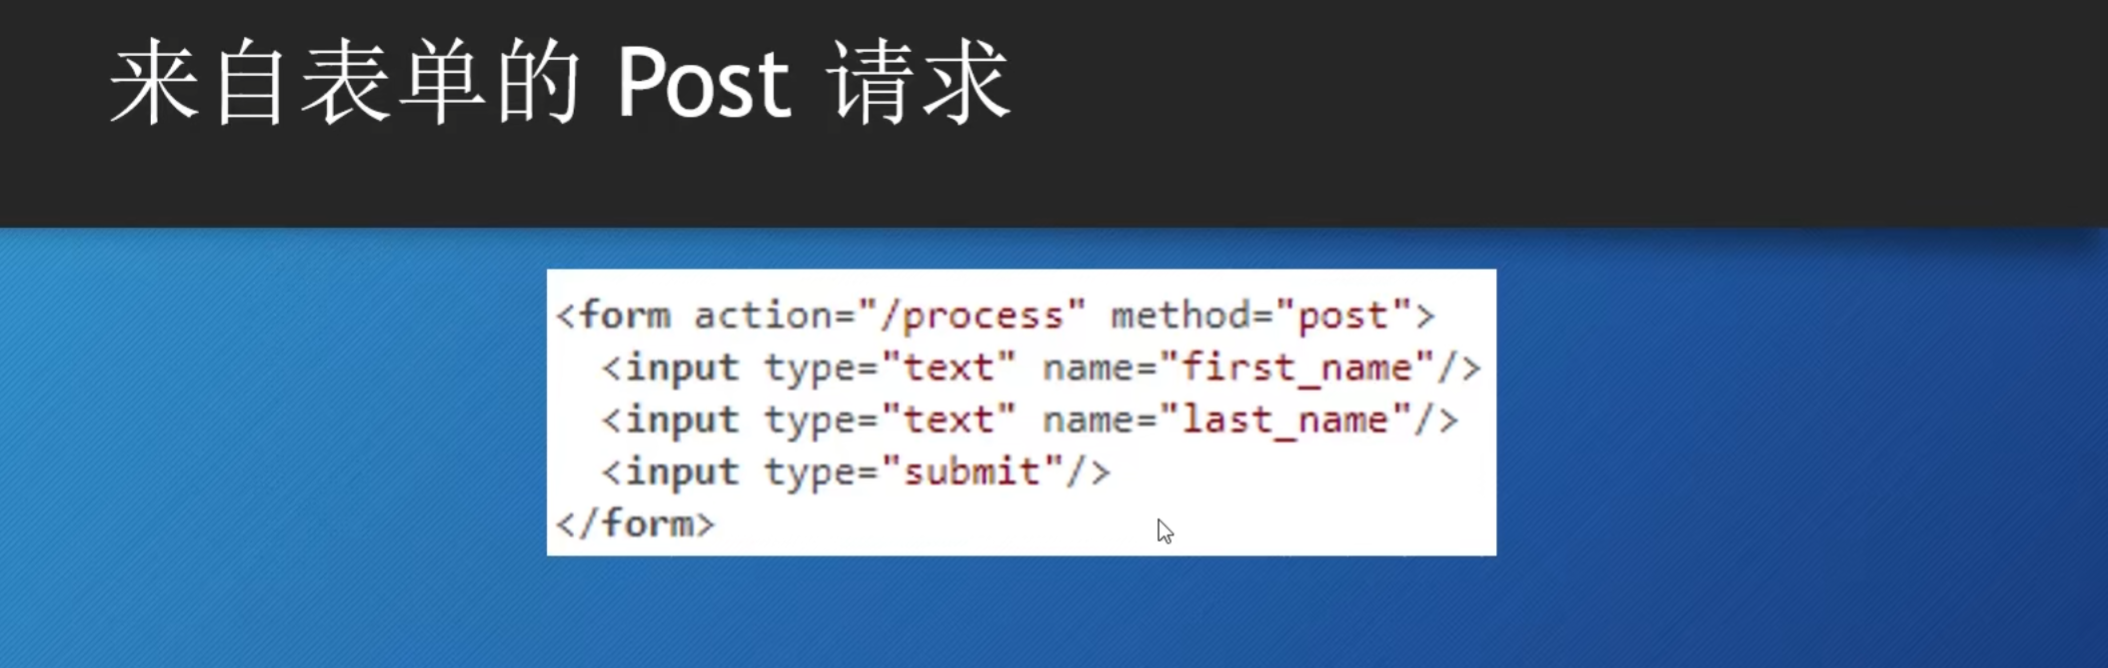 来自表单的 Post 请求
<form action="/process" method="post">
<input type="text" name="first_name"/>
<input type="text" name="last_name"/>
<input type="submit"/>
</form>